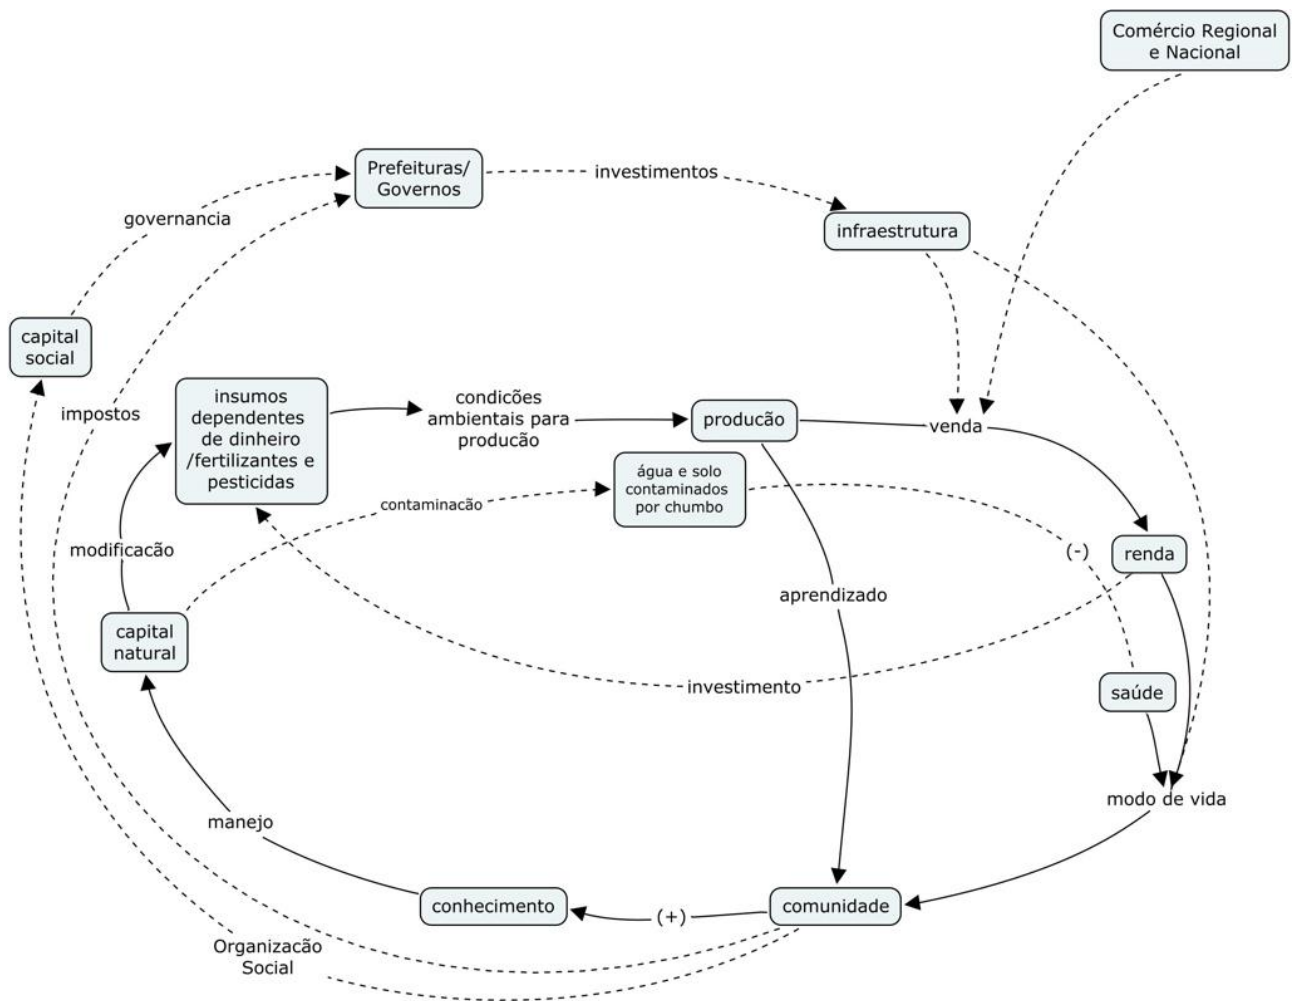 Comércio Regional
e Nacional
Prefeituras/
Governos
investimentos
governancia
infraestrutura
capital
social
insumos
dependentes
de dinheiro
/fertilizantes e
pesticidas
condicões
ambientais para
producão
impostos
producão
venda
água e solo
contaminados
por chumbo
contaminacão
modificacão
(-)
renda
aprendizado
capital
natural
investimento
saúde
modo de vida
manejo
conhecimento
(+)
comunidade
Organizacão
Social